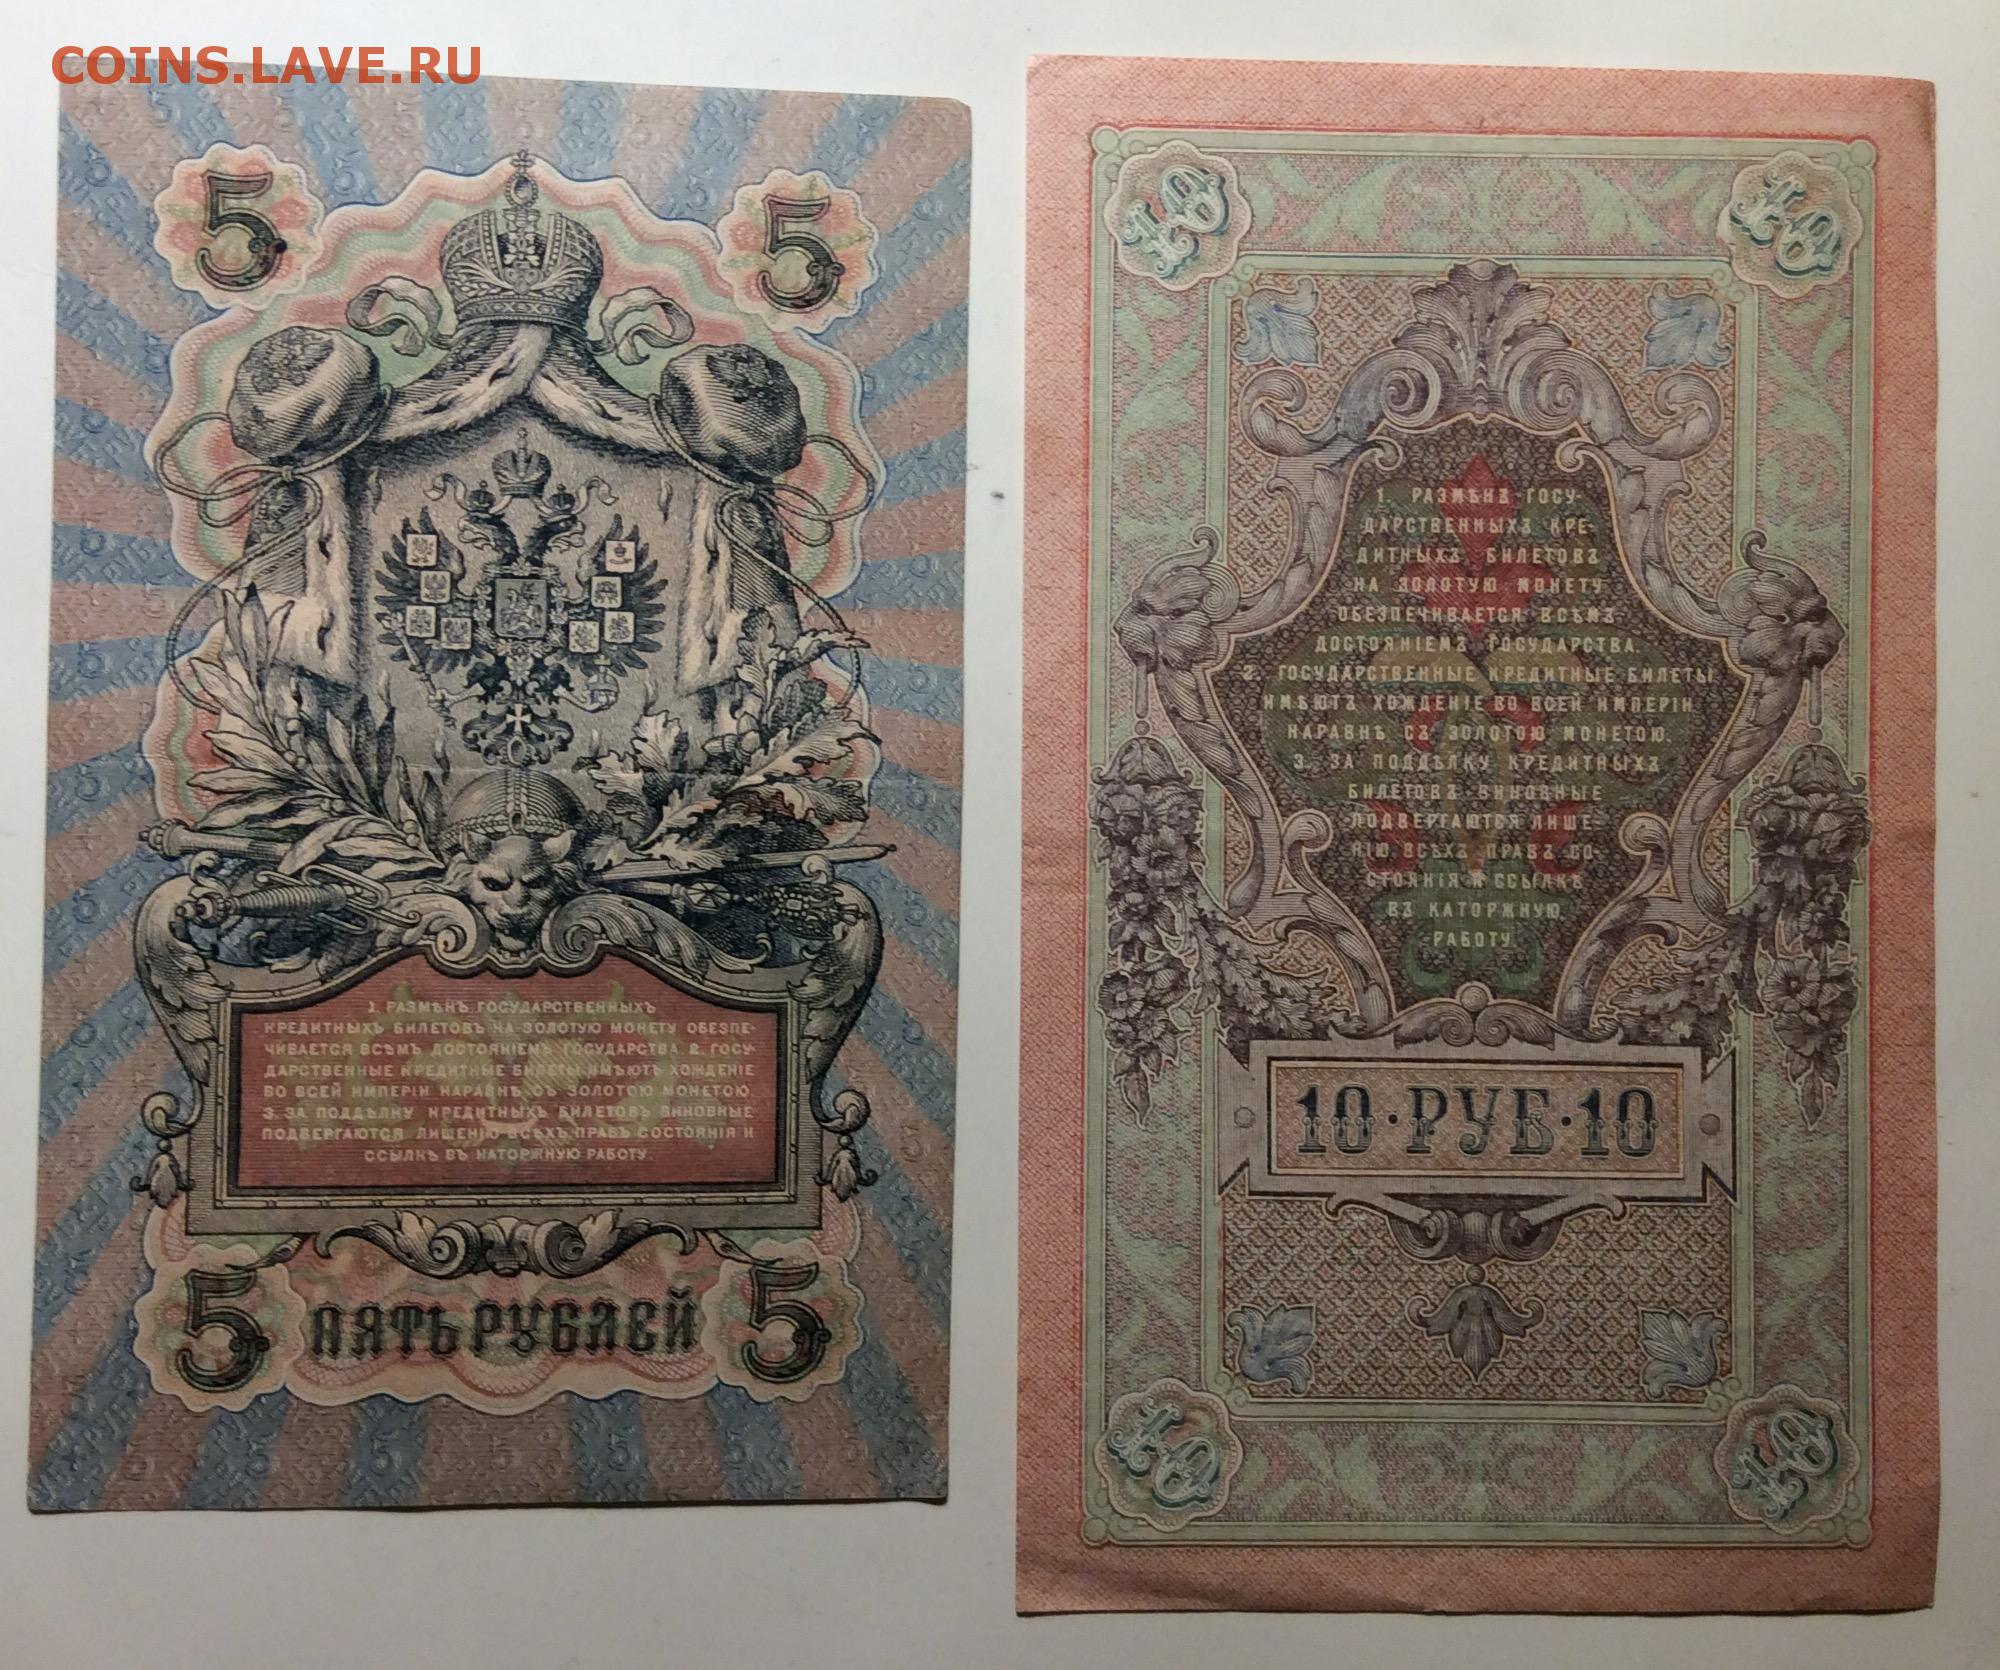 COINS.LAVE.RU
5 5
1. РАЗМѢНЪ ГОСУДАРСТВЕННЫХЪ
КРЕДИТНЫХЪ БИЛЕТОВЪ НА ЗОЛОТУЮ МОНЕТУ ОБЕЗПЕ-
ЧИВАЕТСЯ ВСѢМЪ ДОСТОЯНІЕМЪ ГОСУДАРСТВА 2. ГОСУ-
ДАРСТВЕННЫЕ КРЕДИТНЫЕ БИЛЕТЫ ИМѢЮТЪ ХОЖДЕНІЕ
ВО ВСЕЙ ИМПЕРІИ НАРАВНѢ СЪ ЗОЛОТОЮ МОНЕТОЮ
3. ЗА ПОДДѢЛКУ КРЕДИТНЫХЪ БИЛЕТОВЪ ВИНОВНЫЕ
ПОДВЕРГАЮТСЯ ЛИШЕНІЮ ВСѢХЪ ПРАВЪ СОСТОЯНІЯ И
ССЫЛКѢ ВЪ КАТОРЖНУЮ РАБОТУ.
5 ПЯТЬ РУБЛЕЙ 5
10 10
1. РАЗМѢНЪ ГОСУ-
ДАРСТВЕННЫХЪ КРЕ-
ДИТНЫХЪ БИЛЕТОВЪ
НА ЗОЛОТУЮ МОНЕТУ
ОБЕЗПЕЧИВАЕТСЯ ВСѢМЪ
ДОСТОЯНІЕМЪ ГОСУДАРСТВА.
2. ГОСУДАРСТВЕННЫЕ КРЕДИТНЫЕ БИЛЕТЫ
ИМѢЮТЪ ХОЖДЕНІЕ ВО ВСЕЙ ИМПЕРІИ
НАРАВНѢ СЪ ЗОЛОТОЮ МОНЕТОЮ.
3. ЗА ПОДДѢЛКУ КРЕДИТНЫХЪ
БИЛЕТОВЪ ВИНОВНЫЕ
ПОДВЕРГАЮТСЯ ЛИШЕ-
НІЮ ВСѢХЪ ПРАВЪ СО-
СТОЯНІЯ И ССЫЛКѢ
ВЪ КАТОРЖНУЮ
РАБОТУ.
10·РУБ·10
10 10